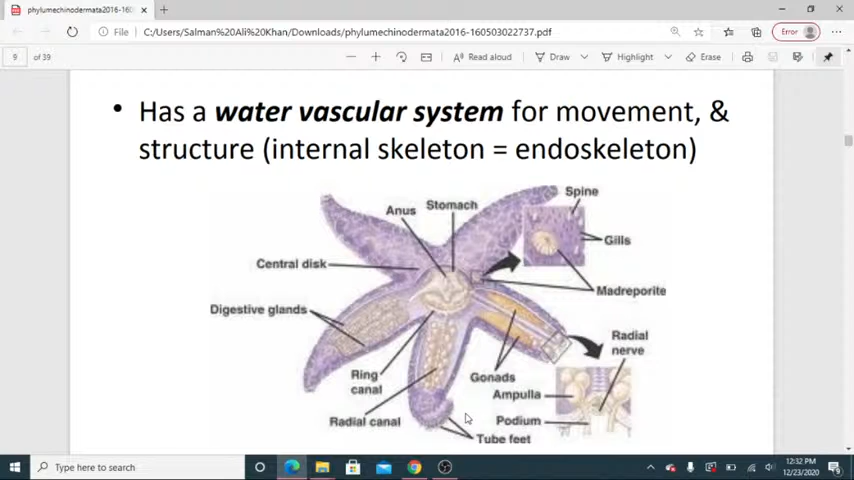 phylumechinodermata2016-160
File
C:/Users/Salman%20Ali%20Khan/Downloads/phylumechinodermata2016-160503022737.pdf
Error
9 of 39
Read aloud
Draw
Highlight
Erase
• Has a water vascular system for movement, &
structure (internal skeleton = endoskeleton)
Spine
Anus
Stomach
Gills
Central disk
Madreporite
Digestive glands
Radial
nerve
Ring
canal
Gonads
Ampulla
Radial canal
Podium
Tube feet
Type here to search
12:32 PM
12/23/2020